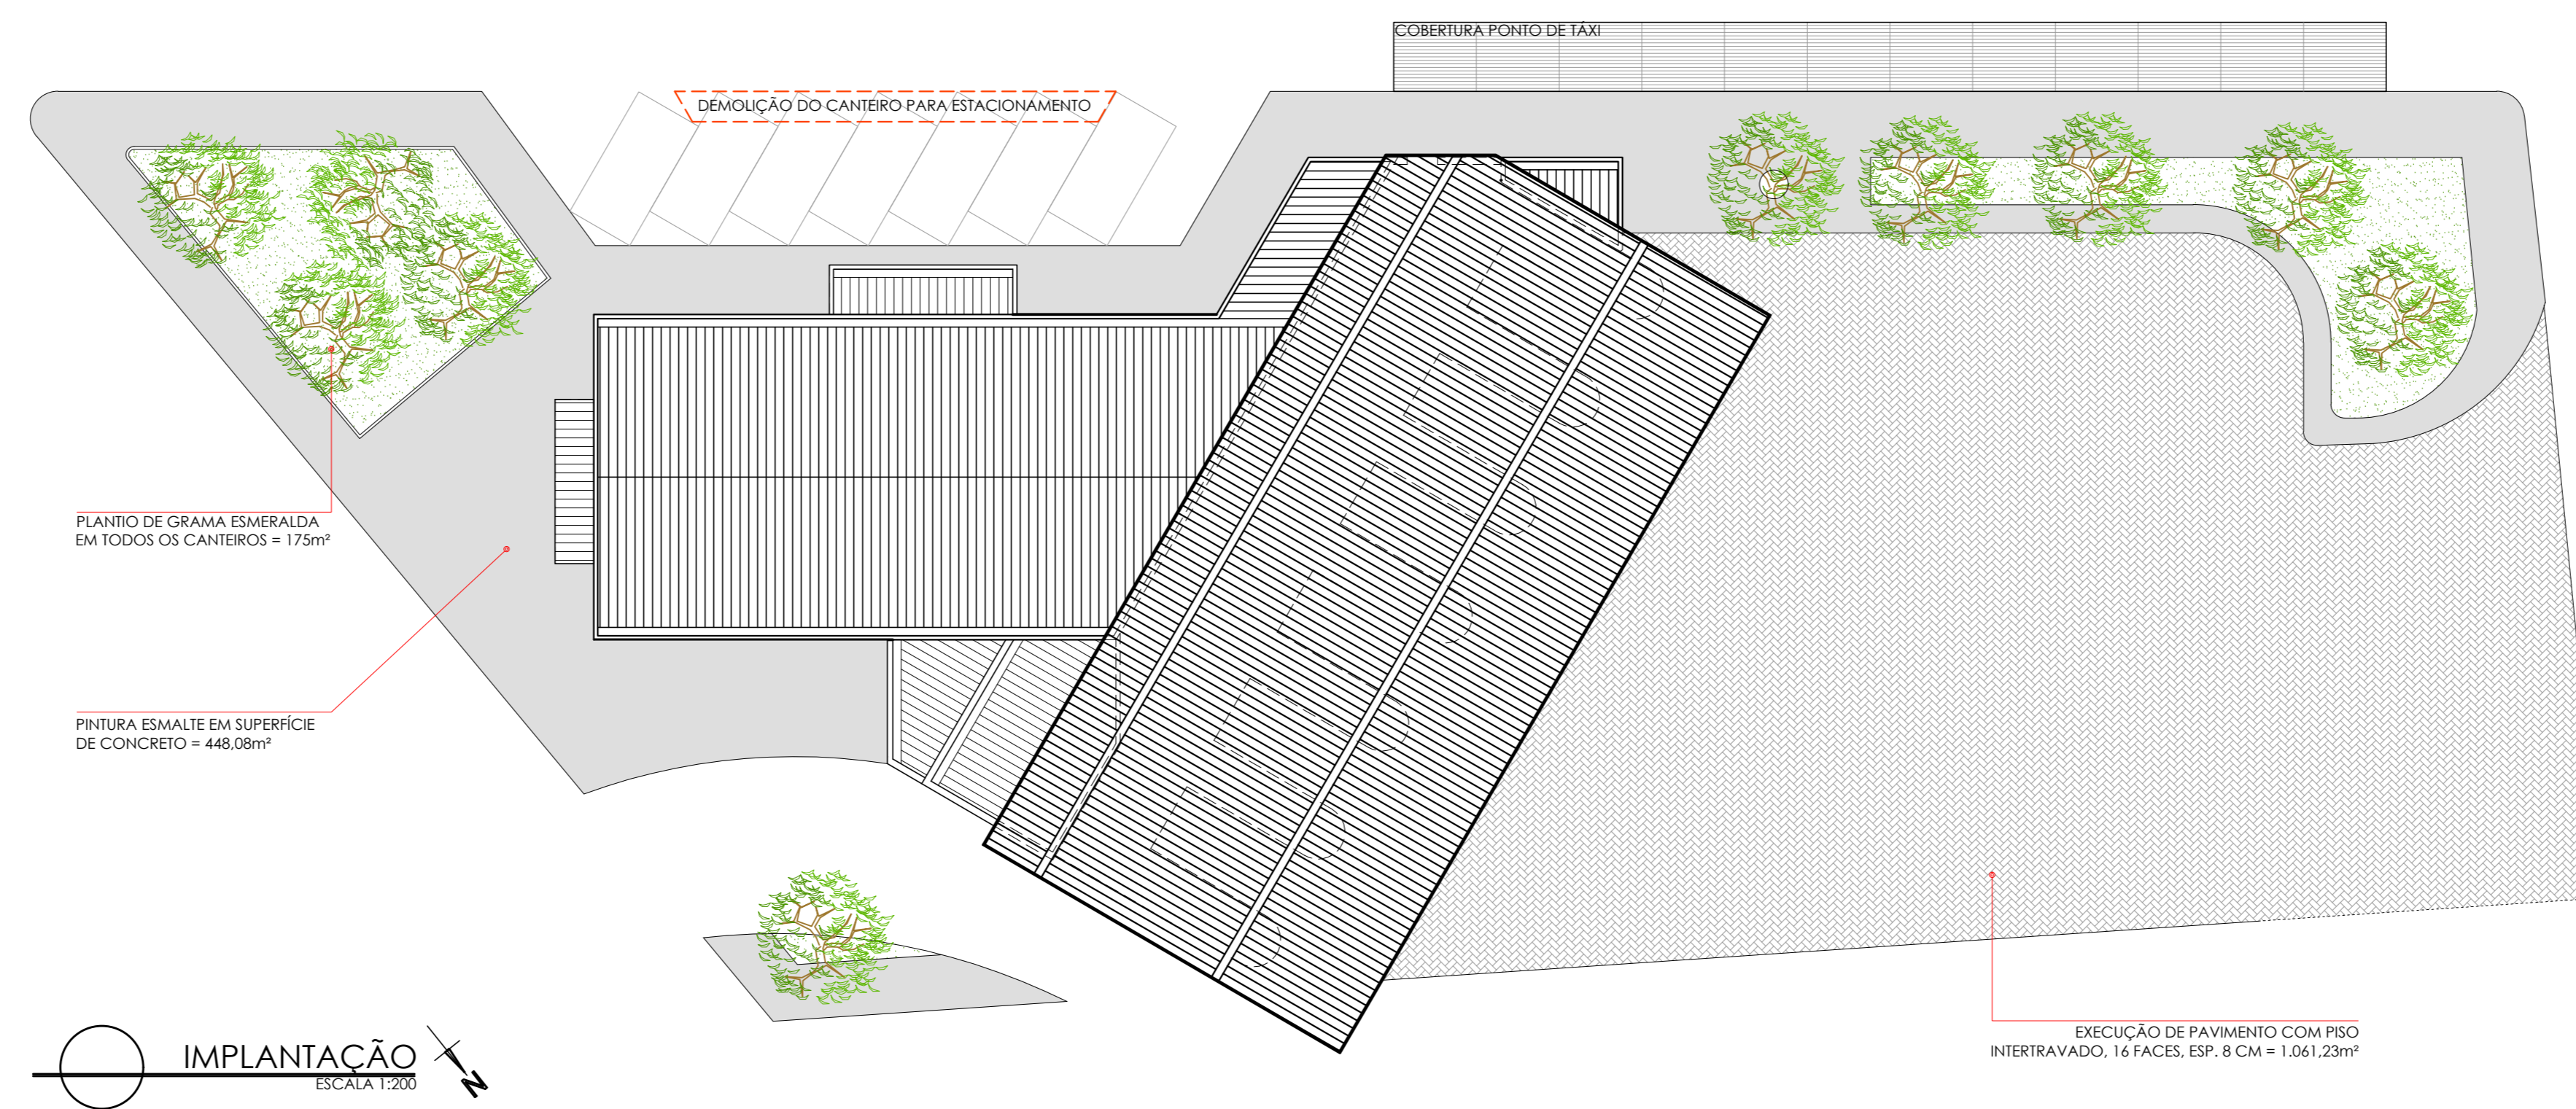 COBERTURA PONTO DE TÁXI
DEMOLIÇÃO DO CANTEIRO PARA ESTACIONAMENTO
PLANTIO DE GRAMA ESMERALDA
EM TODOS OS CANTEIROS = 175m²
PINTURA ESMALTE EM SUPERFÍCIE
DE CONCRETO = 448,08m²
EXECUÇÃO DE PAVIMENTO COM PISO
INTERTRAVADO, 16 FACES, ESP. 8 CM = 1.061,23m²
IMPLANTAÇÃO
ESCALA 1:200
N